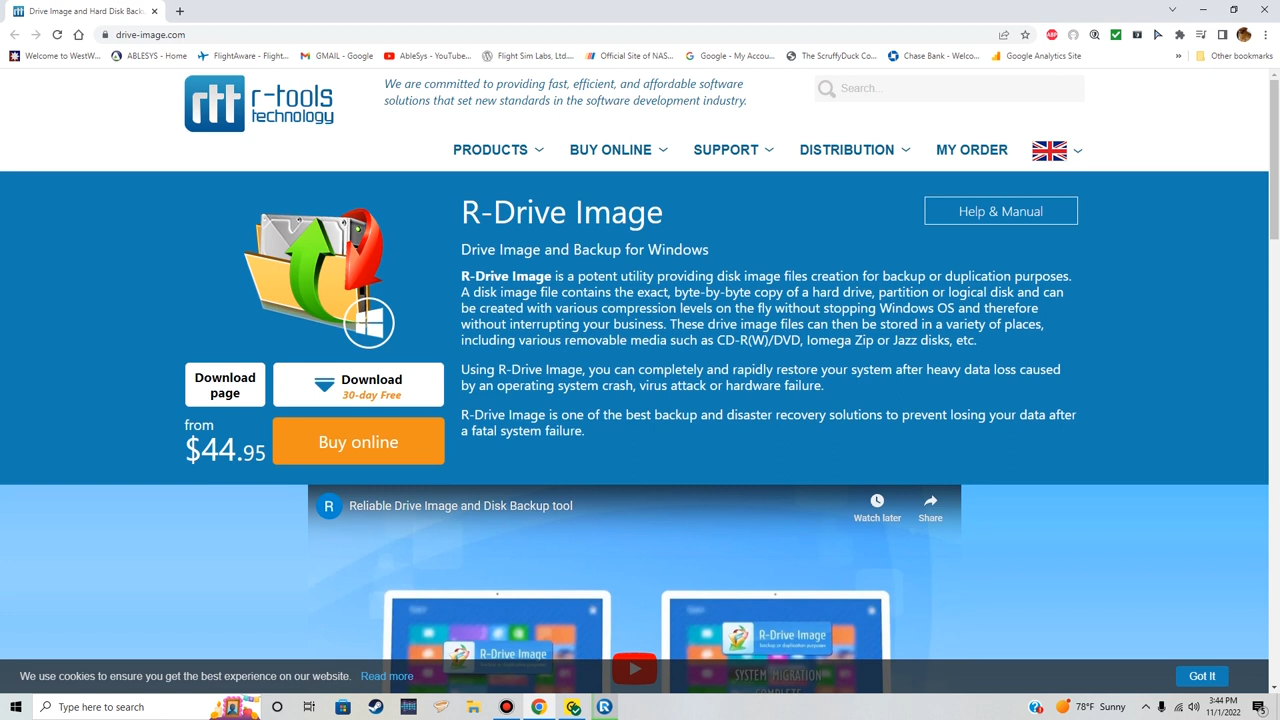 Drive Image and Hard Disk Back
drive-image.com
Welcome to WestW...
ABLESYS - Home
FlightAware - Flight...
GMAIL - Google
AbleSys - YouTube...
Flight Sim Labs, Ltd....
Official Site of NAS...
Google - My Accou...
The ScruffyDuck Co...
Chase Bank - Welco...
Google Analytics Site
»
Other bookmarks
rtt r-tools technology
We are committed to providing fast, efficient, and affordable software
solutions that set new standards in the software development industry.
Search...
PRODUCTS
BUY ONLINE
SUPPORT
DISTRIBUTION
MY ORDER
R-Drive Image
Help & Manual
Drive Image and Backup for Windows
R-Drive Image is a potent utility providing disk image files creation for backup or duplication purposes.
A disk image file contains the exact, byte-by-byte copy of a hard drive, partition or logical disk and can
be created with various compression levels on the fly without stopping Windows OS and therefore
without interrupting your business. These drive image files can then be stored in a variety of places,
including various removable media such as CD-R(W)/DVD, Iomega Zip or Jazz disks, etc.
Using R-Drive Image, you can completely and rapidly restore your system after heavy data loss caused
by an operating system crash, virus attack or hardware failure.
R-Drive Image is one of the best backup and disaster recovery solutions to prevent losing your data after
a fatal system failure.
Download
page
Download
30-day Free
from
$44.95
Buy online
R
Reliable Drive Image and Disk Backup tool
Watch later
Share
R-Drive Image
R-Drive Image
SYSTEM MIGRATION
COMPLETE
We use cookies to ensure you get the best experience on our website. Read more
Got It
Type here to search
78°F Sunny
3:44 PM
11/1/2022